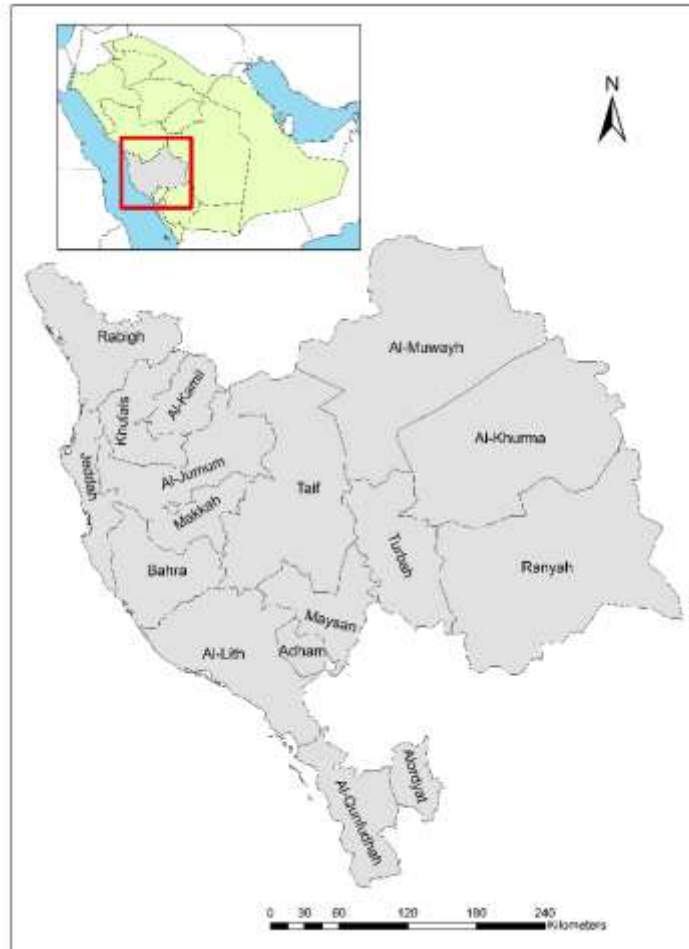 N
Rabigh
Al-Muwayh
Al-Kamil
Khulais
Al-Khurma
Jeddah
Al-Jumum
Taif
Makkah
Turbah
Bahra
Ranyah
Maysan
Al-Lith
Adham
Alordyat
Al-Qunfudhah
0 30 60 120 180 240
Kilometers